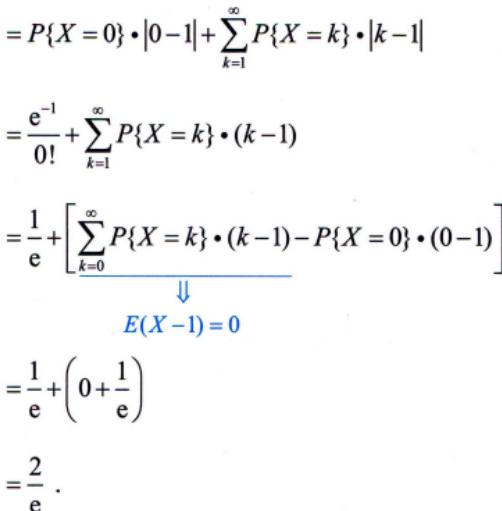 = P{X = 0} • |0−1| + ∑_{k=1}^{∞} P{X = k} • |k−1|
= e^{−1}/0! + ∑_{k=1}^{∞} P{X = k} • (k−1)
= 1/e + [∑_{k=0}^{∞} P{X = k} • (k−1) − P{X = 0} • (0−1)]
⇓
E(X−1) = 0
= 1/e + (0 + 1/e)
= 2/e .